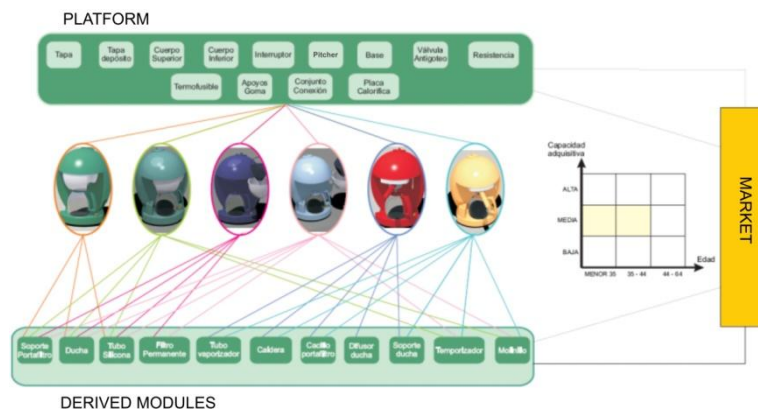 PLATFORM
Tapa
Tapa
depósito
Cuerpo
Superior
Cuerpo
Inferior
Interruptor
Pitcher
Base
Válvula
Antigoteo
Resistencia
Termofusible
Apoyos
Goma
Conjunto
Conexión
Placa
Calorífica
Capacidad
adquisitiva
ALTA
MEDIA
BAJA
Edad
MENOR 35
35 - 44
44 - 64
MARKET
Soporte
Portafiltro
Ducha
Tubo
Silicona
Filtro
Permanente
Tubo
vaporizador
Caldera
Cacillo
portafiltro
Difusor
ducha
Soporte
ducha
Temporizador
Molinillo
DERIVED MODULES